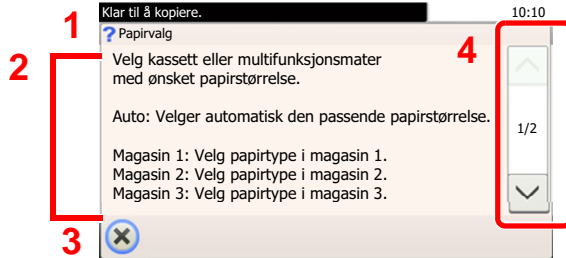 Klar til å kopiere.
10:10
1
? Papirvalg
2
4
Velg kassett eller multifunksjonsmater
med ønsket papirstørrelse.
Auto: Velger automatisk den passende papirstørrelse.
1/2
Magasin 1: Velg papirtype i magasin 1.
Magasin 2: Velg papirtype i magasin 2.
Magasin 3: Velg papirtype i magasin 3.
3